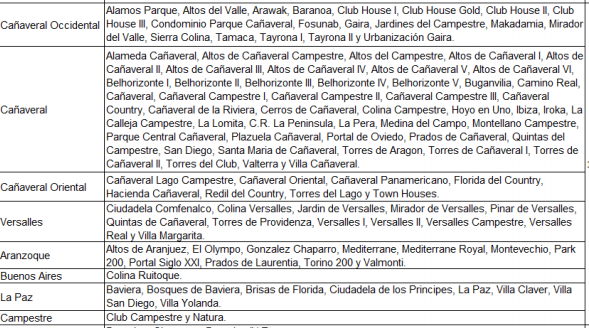 Cañaveral Occidental
Alamos Parque, Altos del Valle, Arawak, Baranoa, Club House I, Club House Gold, Club House II, Club
House III, Condominio Parque Cañaveral, Fosunab, Gaira, Jardines del Campestre, Makadamia, Mirador
del Valle, Sierra Colina, Tamaca, Tayrona I, Tayrona II y Urbanización Gaira.
Cañaveral
Alameda Cañaveral, Altos de Cañaveral Campestre, Altos del Campestre, Altos de Cañaveral I, Altos de
Cañaveral II, Altos de Cañaveral III, Altos de Cañaveral IV, Altos de Cañaveral V, Altos de Cañaveral VI,
Belhorizonte I, Belhorizonte II, Belhorizonte III, Belhorizonte IV, Belhorizonte V, Buganvilia, Camino Real,
Cañaveral, Cañaveral Campestre I, Cañaveral Campestre II, Cañaveral Campestre III, Cañaveral
Country, Cañaveral de la Riviera, Cerros de Cañaveral, Colina Campestre, Hoyo en Uno, Ibiza, Iroka, La
Calleja Campestre, La Lomita, C.R. La Peninsula, La Pera, Medina del Campo, Montellano Campestre,
Parque Central Cañaveral, Plazuela Cañaveral, Portal de Oviedo, Prados de Cañaveral, Quintas del
Campestre, San Diego, Santa Maria de Cañaveral, Torres de Aragon, Torres de Cañaveral I, Torres de
Cañaveral II, Torres del Club, Valterra y Villa Cañaveral.
Cañaveral Oriental
Cañaveral Lago Campestre, Cañaveral Oriental, Cañaveral Panamericano, Florida del Country,
Hacienda Cañaveral, Redil del Country, Torres del Lago y Town Houses.
Versalles
Ciudadela Comfenalco, Colina Versalles, Jardin de Versalles, Mirador de Versalles, Pinar de Versalles,
Quintas de Cañaveral, Torres de Providenza, Versalles I, Versalles II, Versalles Campestre, Versalles
Real y Villa Margarita.
Aranzoque
Altos de Aranjuez, El Olympo, Gonzalez Chaparro, Mediterrane, Mediterrane Royal, Montevechio, Park
200, Portal Siglo XXI, Prados de Laurentia, Torino 200 y Valmonti.
Buenos Aires
Colina Ruitoque.
La Paz
Baviera, Bosques de Baviera, Brisas de Florida, Ciudadela de los Principes, La Paz, Villa Claver, Villa
San Diego, Villa Yolanda.
Campestre
Club Campestre y Natura.